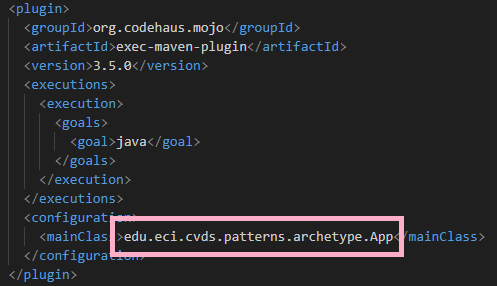 <plugin>
<groupId>org.codehaus.mojo</groupId>
<artifactId>exec-maven-plugin</artifactId>
<version>3.5.0</version>
<executions>
<execution>
<goals>
<goal>java</goal>
</goals>
</execution>
</executions>
<configuration>
<mainClass>edu.eci.cvds.patterns.archetype.App</mainClass>
</configuration>
</plugin>